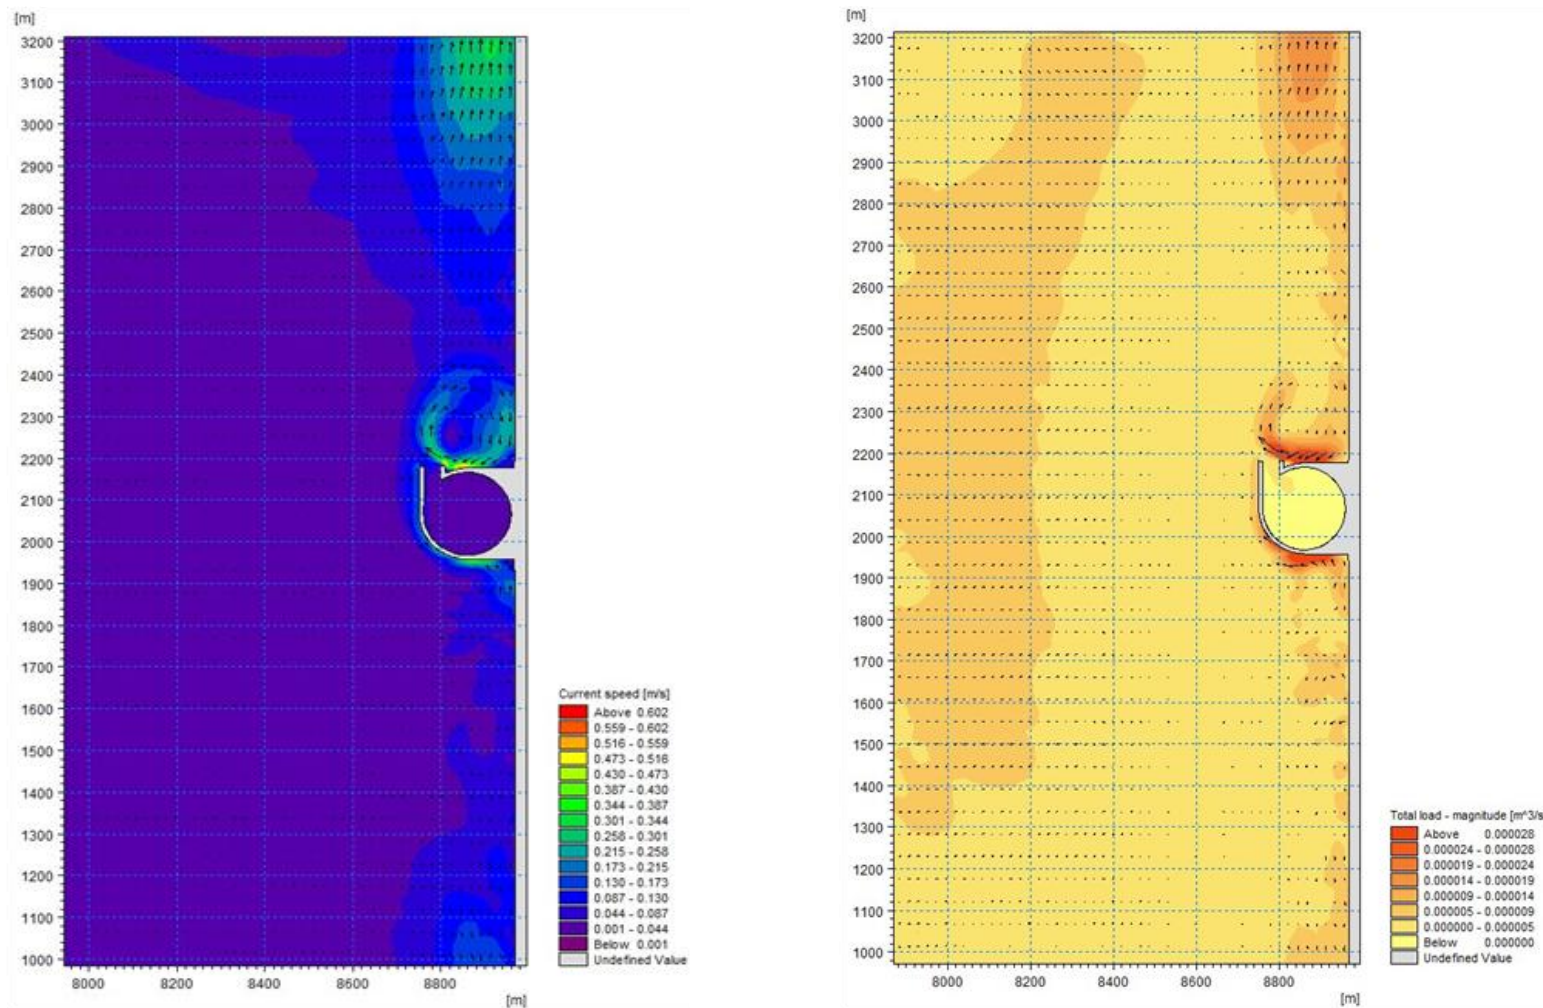 [m]
3200
3100
3000
2900
2800
2700
2600
2500
2400
2300
2200
2100
2000
1900
1800
1700
1600
1500
1400
1300
1200
1100
1000
8000 8200 8400 8600 8800
[m]
Current speed [m/s]
Above 0.602
0.559 - 0.602
0.516 - 0.559
0.473 - 0.516
0.430 - 0.473
0.387 - 0.430
0.344 - 0.387
0.301 - 0.344
0.258 - 0.301
0.215 - 0.258
0.173 - 0.215
0.130 - 0.173
0.087 - 0.130
0.044 - 0.087
0.001 - 0.044
Below 0.001
Undefined Value
[m]
3200
3100
3000
2900
2800
2700
2600
2500
2400
2300
2200
2100
2000
1900
1800
1700
1600
1500
1400
1300
1200
1100
1000
8000 8200 8400 8600 8800
[m]
Total load - magnitude [m^3/s
Above 0.000028
0.000024 - 0.000028
0.000019 - 0.000024
0.000014 - 0.000019
0.000009 - 0.000014
0.000005 - 0.000009
0.000000 - 0.000005
Below 0.000000
Undefined Value